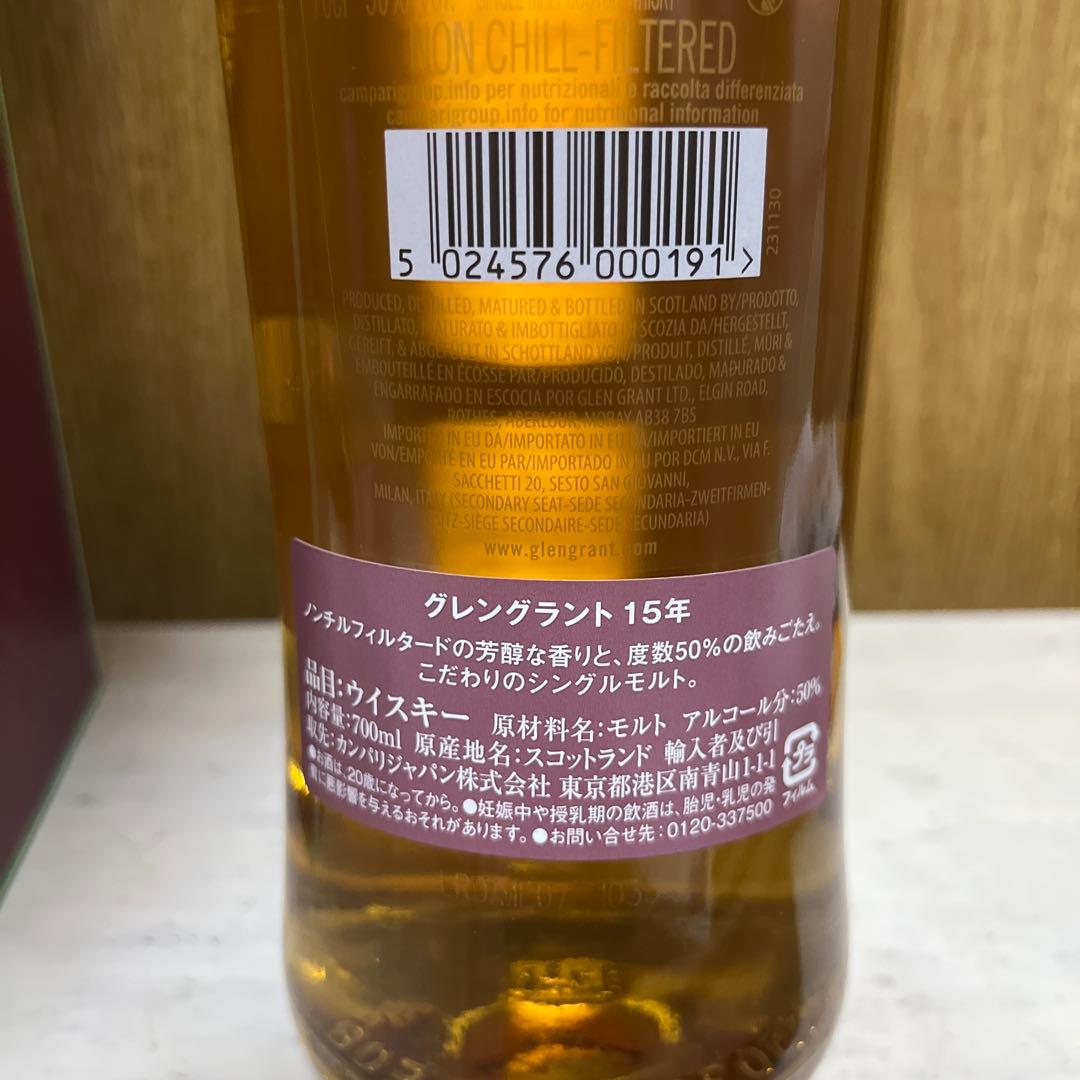 70cl 50% vol. SINGLE MALT SCOTCH WHISKY
NON CHILL-FILTERED
camparigroup.info per nutrizionali e raccolta differenziata
camparigroup.info for nutritional information
5 024576 000191 >
231130
PRODUCED, DISTILLED, MATURED & BOTTLED IN SCOTLAND BY/PRODOTTO,
DISTILLATO, MATURATO & IMBOTTIGLIATO IN SCOZIA DA/HERGESTELLT,
GEREIFT, & ABGEFÜLLT IN SCHOTTLAND VON/PRODUIT, DISTILLÉ, MÛRI &
EMBOUTEILLÉ EN ÉCOSSE PAR/PRODUCIDO, DESTILADO, MADURADO &
ENGARRAFADO EN ESCOCIA POR GLEN GRANT LTD., ELGIN ROAD,
ROTHES, ABERLOUR, MORAY AB38 7BS
IMPORTED IN EU DA/IMPORTATO IN EU DA/IMPORTIERT IN EU
VON/EMPORTÉ EN EU PAR/IMPORTADO IN EU POR DCM N.V., VIA F.
SACCHETTI 20, SESTO SAN GIOVANNI,
MILAN, ITALY (SECONDARY SEAT-SEDE SECONDARIA-ZWEITFIRMEN-
SITZ-SIÈGE SECONDAIRE-SEDE SECUNDARIA)
www.glengrant.com
グレングラント 15年
ノンチルフィルタードの芳醇な香りと、度数50%の飲みごたえ。
こだわりのシングルモルト。
品目:ウイスキー 原材料名:モルト アルコール分:50%
内容量:700ml 原産地名:スコットランド 輸入者及び引
取先:カンパリジャパン株式会社 東京都港区南青山1-1-1
●お酒は、20歳になってから。●妊娠中や授乳期の飲酒は、胎児・乳児の発
育に悪影響を与えるおそれがあります。●お問い合せ先:0120-337500
プラ
フィルム